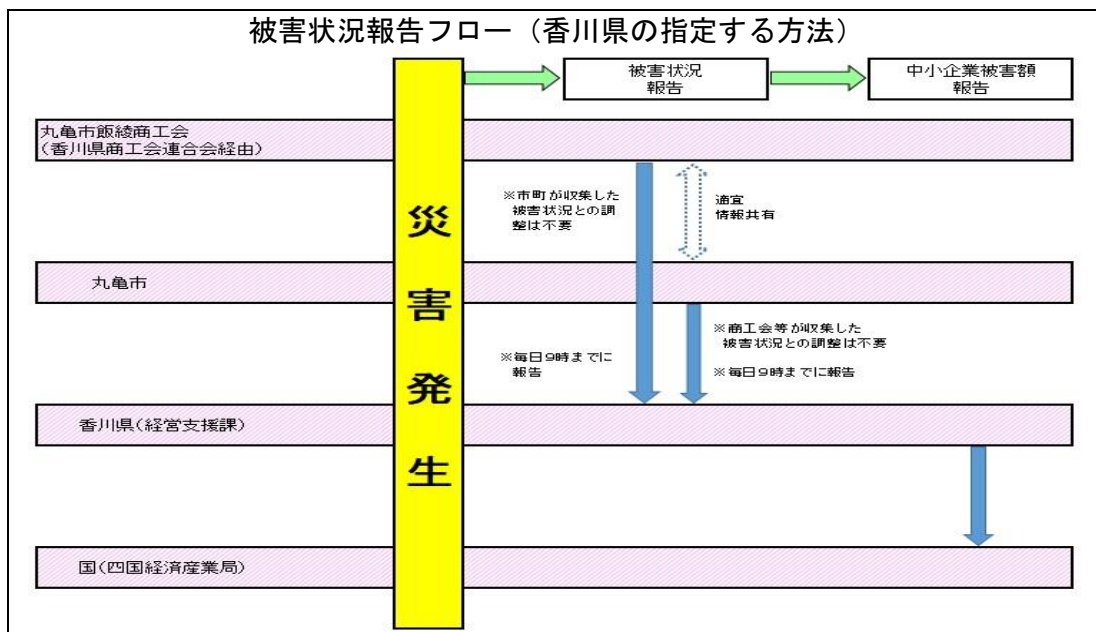 被害状況報告フロー（香川県の指定する方法）
被害状況
報告
中小企業被害額
報告
丸亀市飯綾商工会
（香川県商工会連合会経由）
災害発生
※市町が収集した
被害状況との調
整は不要
適宜
情報共有
丸亀市
※商工会等が収集した
被害状況との調整は不要
※毎日９時までに
報告
※毎日９時までに報告
香川県（経営支援課）
国（四国経済産業局）